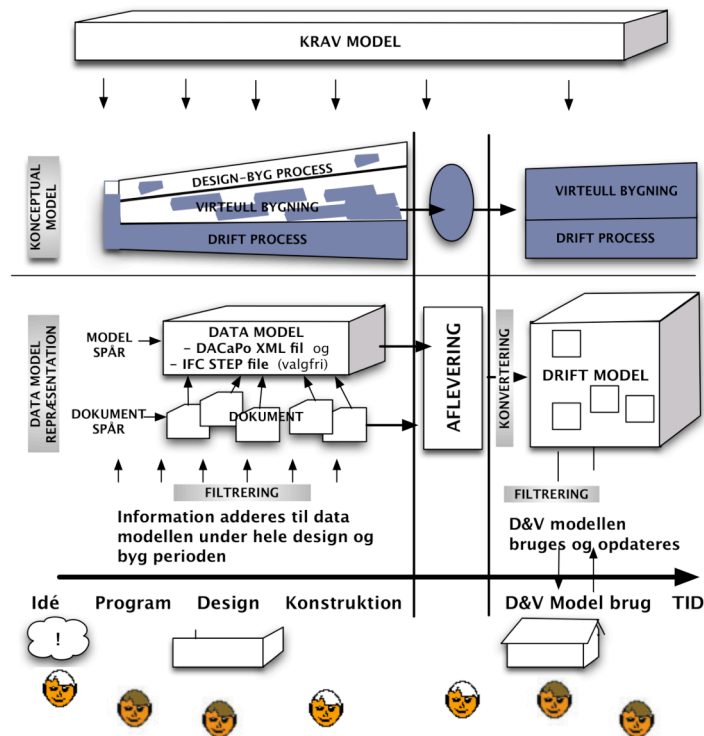 KRAV MODEL
KONCEPTUAL
MODEL
DESIGN-BYG PROCESS
VIRTEULL BYGNING
DRIFT PROCESS
VIRTEULL BYGNING
DRIFT PROCESS
DATA MODEL
REPRÆSENTATION
MODEL
SPÅR
DATA MODEL
– DACaPo XML fil og
– IFC STEP file (valgfri)
DOKUMENT
SPÅR
DOKUMENT
AFLEVERING
KONVERTERING
DRIFT MODEL
FILTRERING
FILTRERING
Information adderes til data
modellen under hele design og
byg perioden
D&V modellen
bruges og opdateres
Idé
Program
Design
Konstruktion
D&V Model brug
TID
!